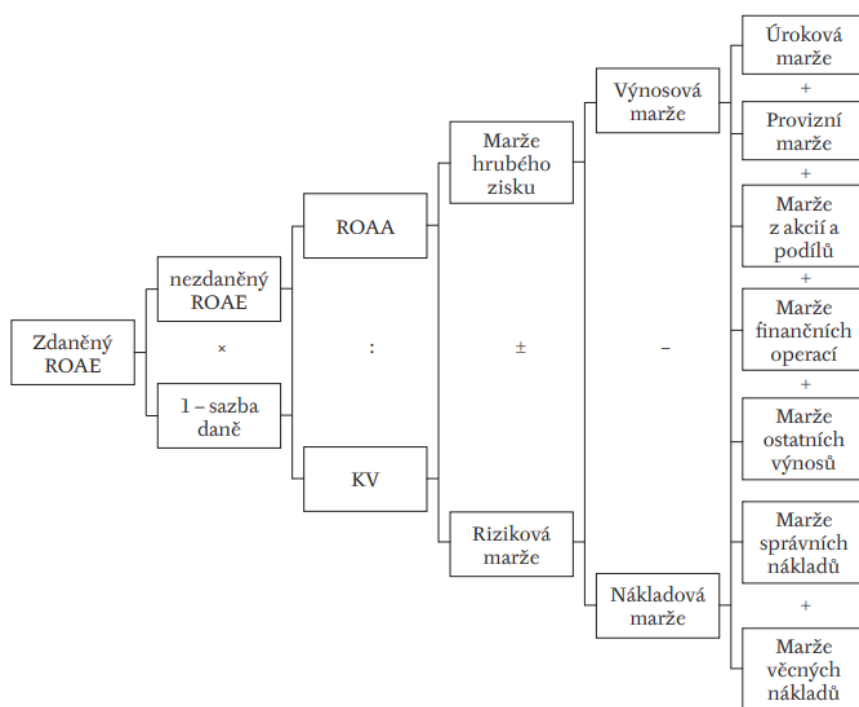 Zdaněný
ROAE
nezdaněný
ROAE
×
1 – sazba
daně
ROAA
:
KV
Marže
hrubého
zisku
±
Riziková
marže
Výnosová
marže
–
Nákladová
marže
Úroková
marže
+
Provizní
marže
+
Marže
z akcií a
podílů
+
Marže
finančních
operací
+
Marže
ostatních
výnosů
Marže
správních
nákladů
+
Marže
věcných
nákladů